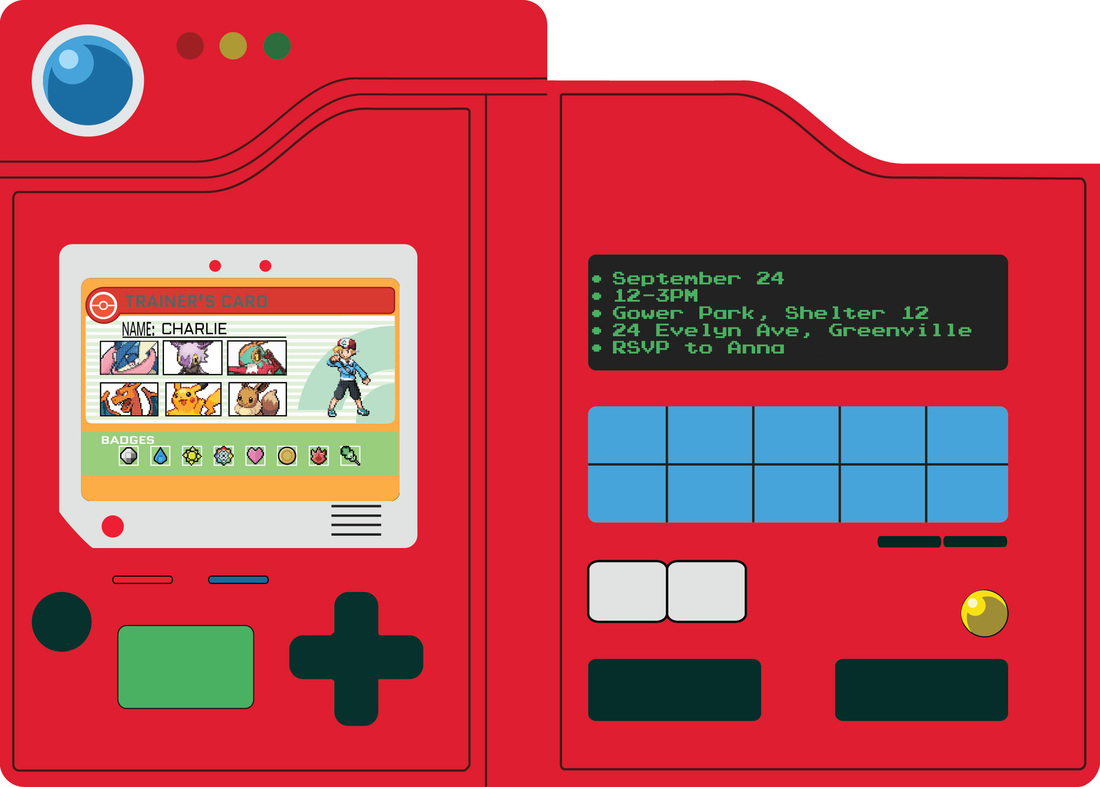 TRAINER'S CARD
NAME: CHARLIE
BADGES
• September 24
• 12-3PM
• Gower Park, Shelter 12
• 24 Evelyn Ave, Greenville
• RSVP to Anna